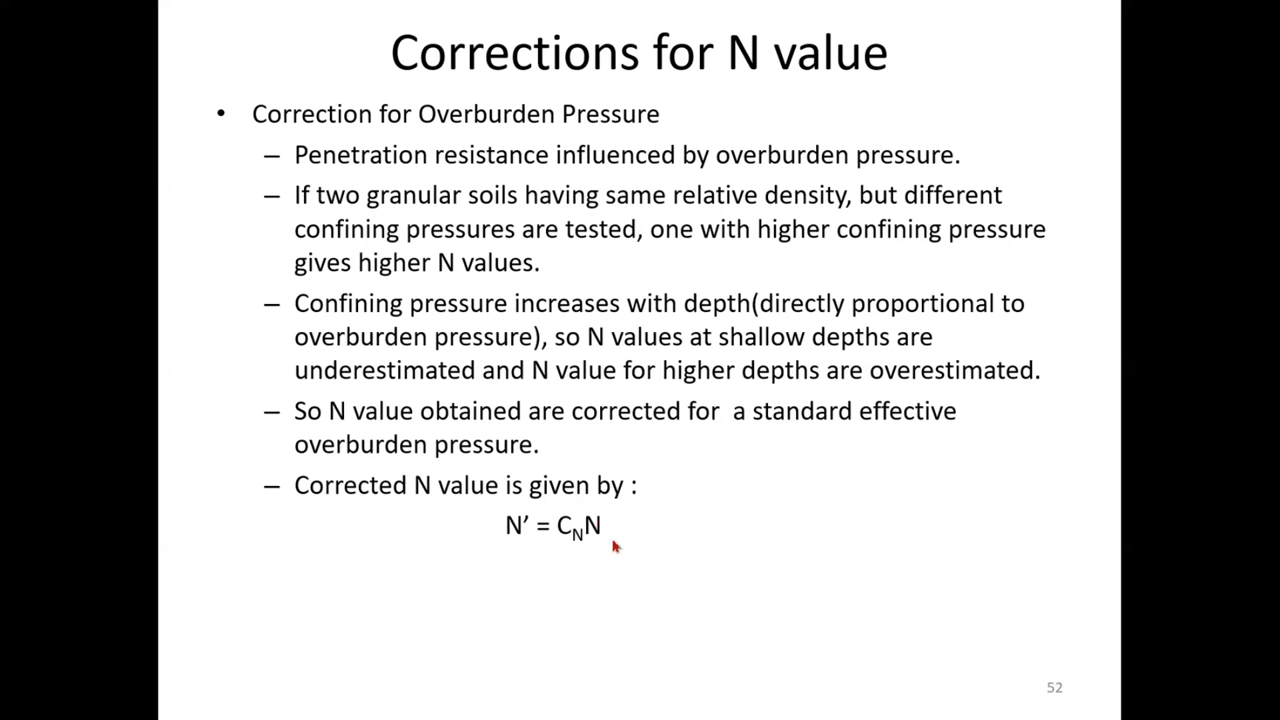 Corrections for N value
• Correction for Overburden Pressure
– Penetration resistance influenced by overburden pressure.
– If two granular soils having same relative density, but different
confining pressures are tested, one with higher confining pressure
gives higher N values.
– Confining pressure increases with depth(directly proportional to
overburden pressure), so N values at shallow depths are
underestimated and N value for higher depths are overestimated.
– So N value obtained are corrected for a standard effective
overburden pressure.
– Corrected N value is given by :
N’ = C_NN
52